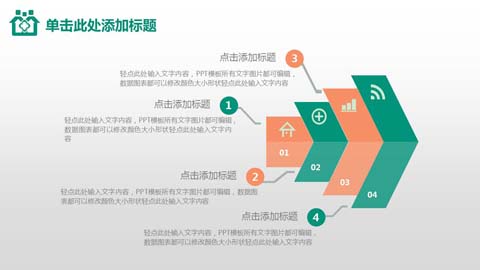 单击此处添加标题
点击添加标题
3
轻点此处输入文字内容，PPT模板所有文字图片都可编辑，
数据图表都可以修改颜色大小形状轻点此处输入文字内容
点击添加标题
1
轻点此处输入文字内容，PPT模板所有文字图片都可编辑，
数据图表都可以修改颜色大小形状轻点此处输入文字内
容
01
02
03
04
点击添加标题
2
轻点此处输入文字内容，PPT模板所有文字图片都可编辑，数据图
表都可以修改颜色大小形状轻点此处输入文字内容
点击添加标题
4
轻点此处输入文字内容，PPT模板所有文字图片都可编辑，
数据图表都可以修改颜色大小形状轻点此处输入文字内容